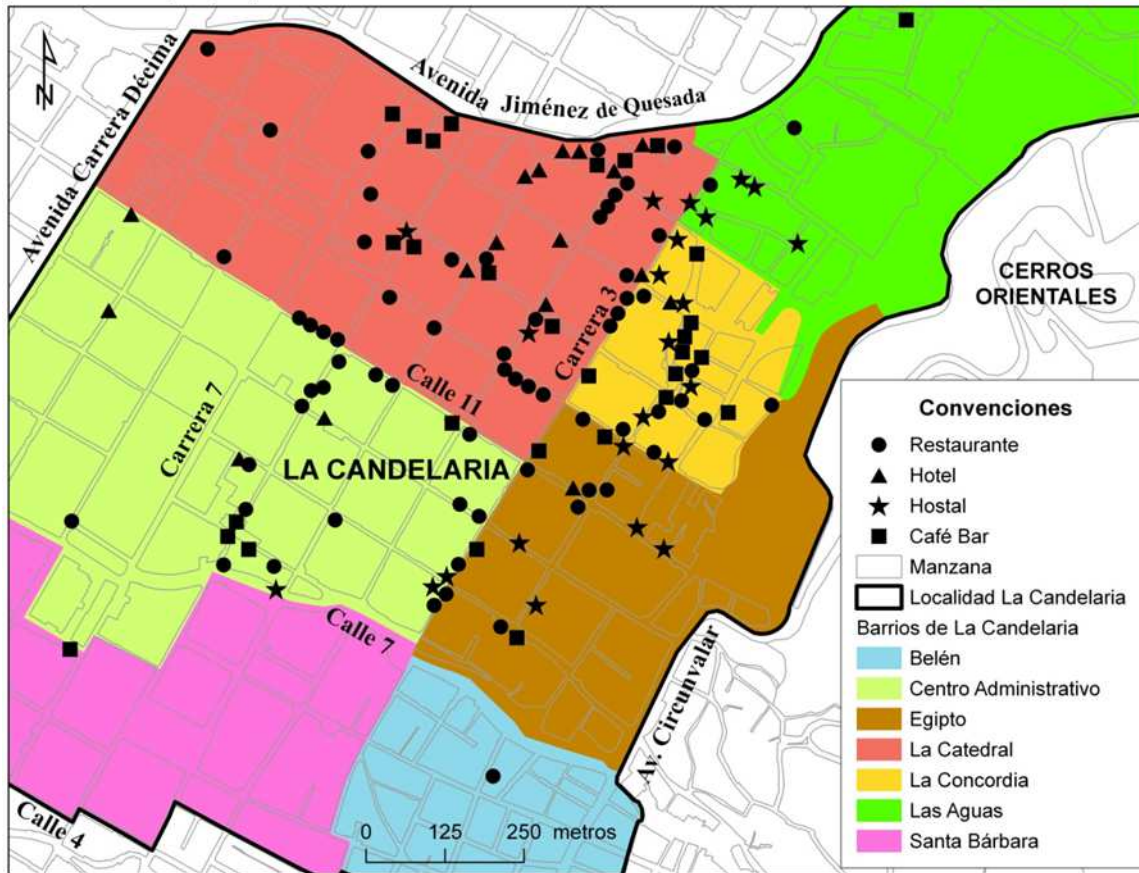 N
Avenida Carrera Décima
Avenida Jiménez de Quesada
CERROS
ORIENTALES
Carrera 3
Calle 11
Carrera 7
LA CANDELARIA
Calle 7
Av. Circunvalar
Calle 4
0 125 250 metros
Convenciones
Restaurante
Hotel
Hostal
Café Bar
Manzana
Localidad La Candelaria
Barrios de La Candelaria
Belén
Centro Administrativo
Egipto
La Catedral
La Concordia
Las Aguas
Santa Bárbara